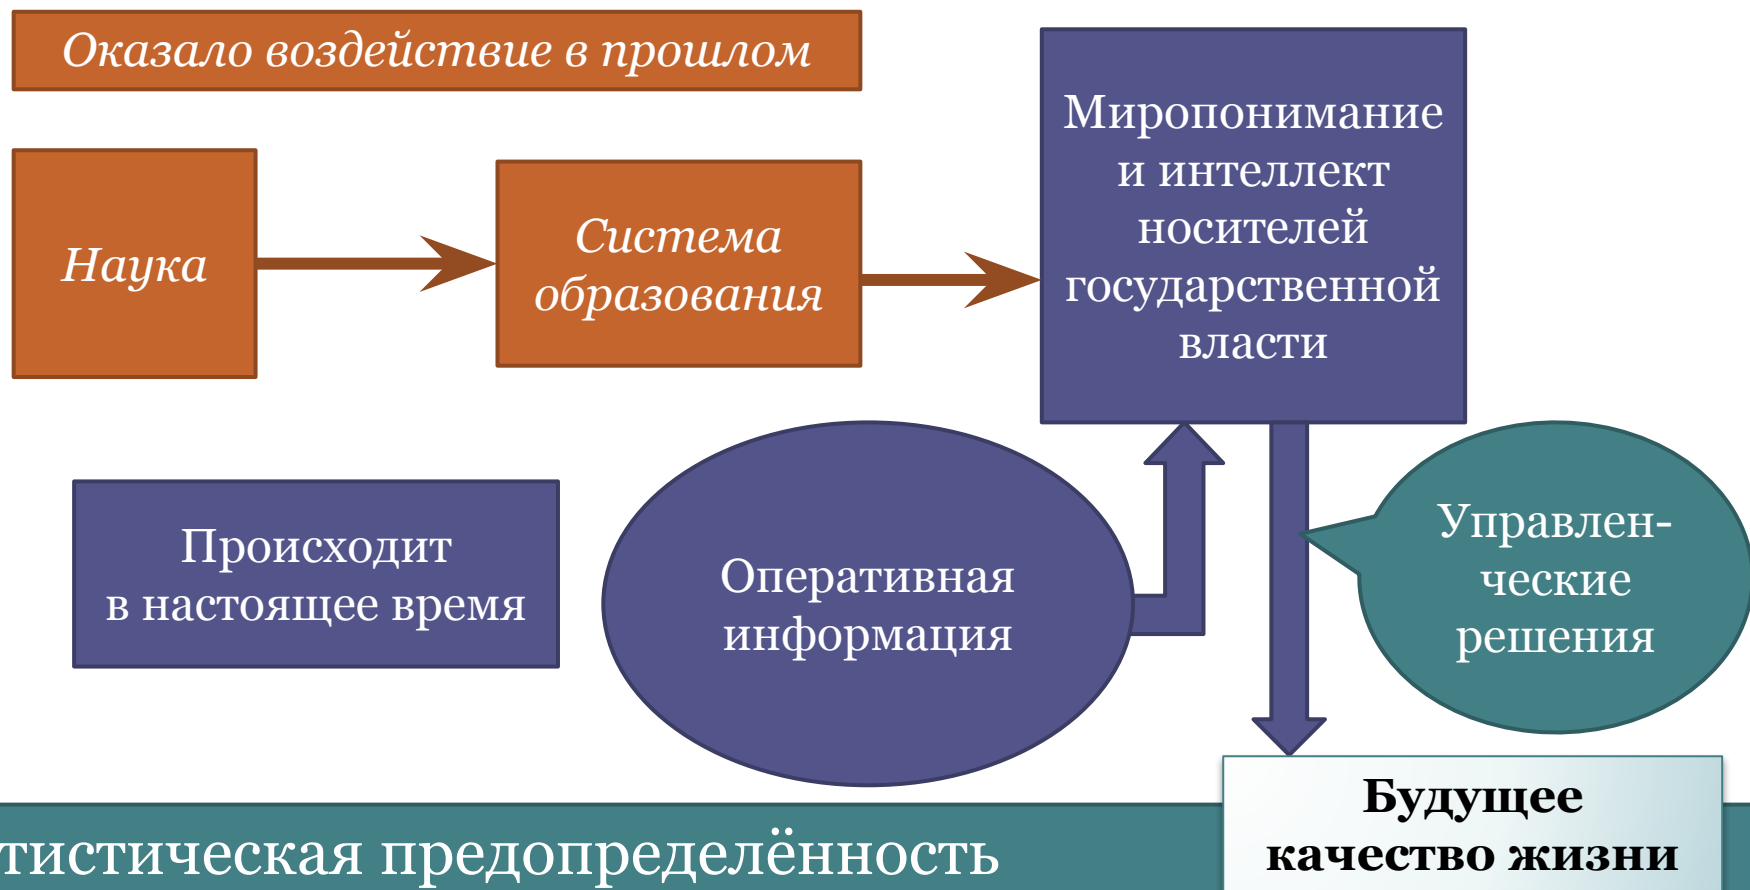 Оказало воздействие в прошлом
Наука
Система
образования
Миропонимание
и интеллект
носителей
государственной
власти
Происходит
в настоящее время
Оперативная
информация
Управлен-
ческие
решения
Будущее
качество жизни
тистическая предопределённость